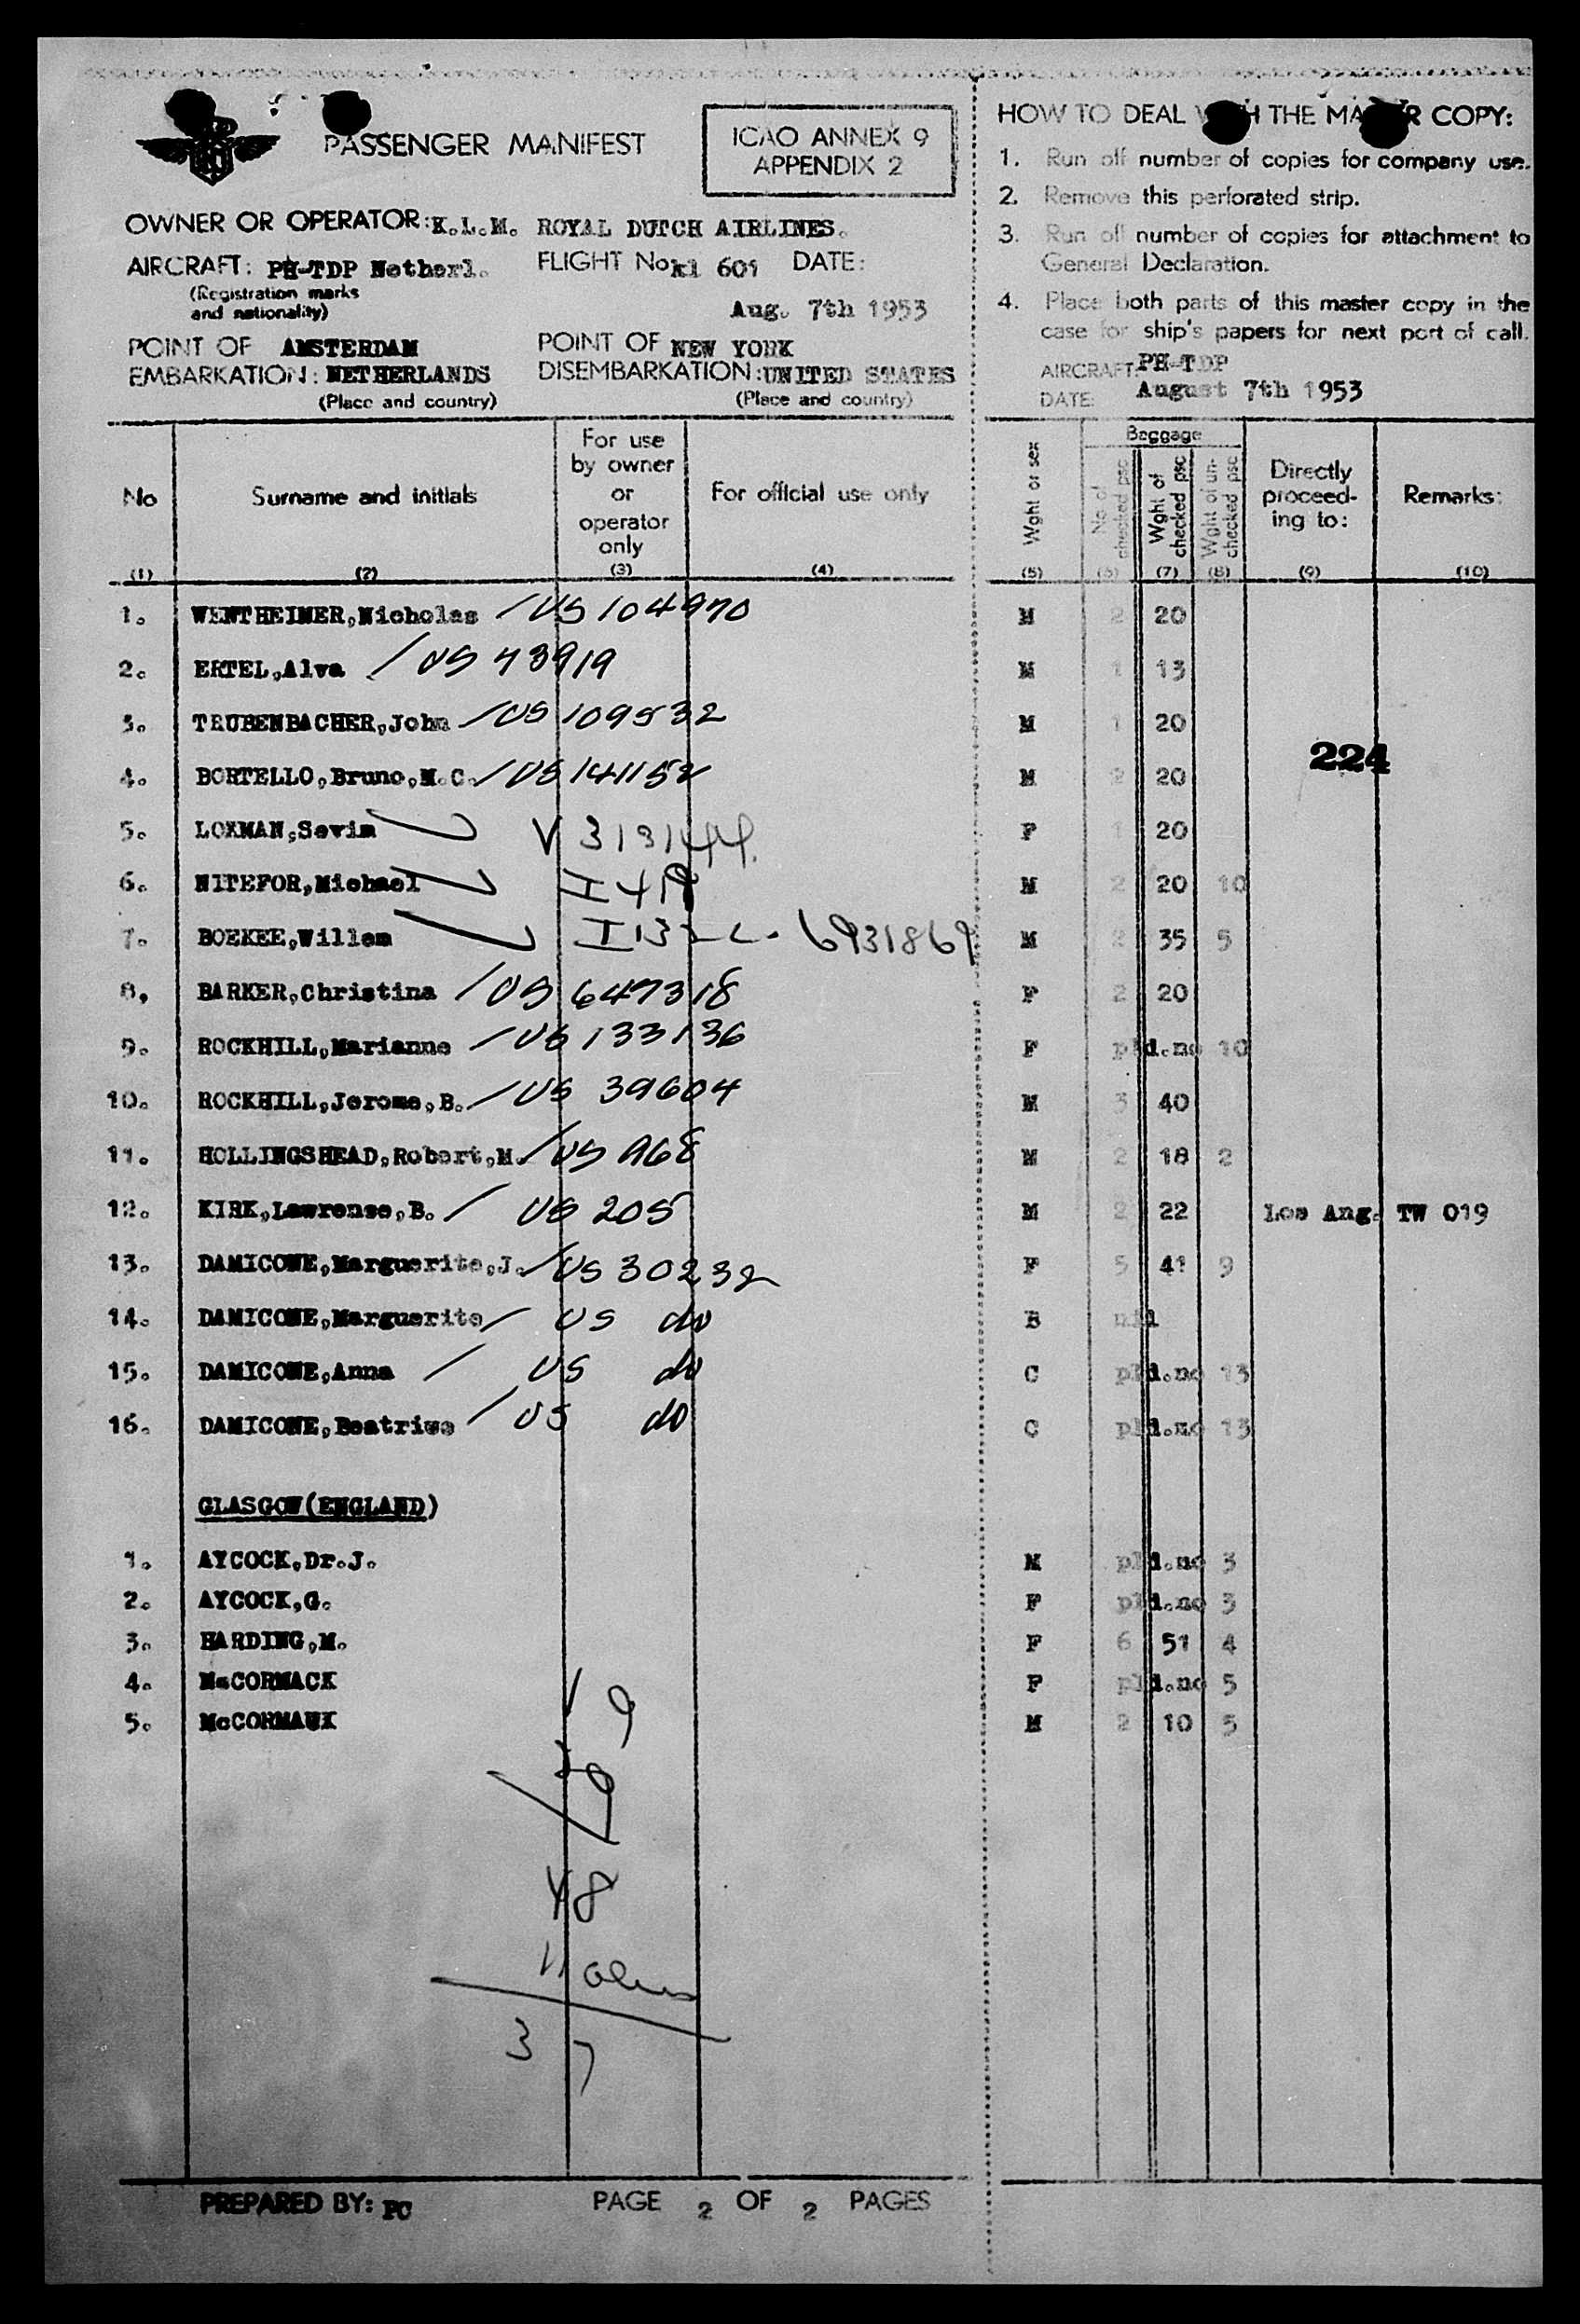 PASSENGER MANIFEST
ICAO ANNEX 9
APPENDIX 2
OWNER OR OPERATOR: K.L.M. ROYAL DUTCH AIRLINES.
AIRCRAFT: PH-TDP Netherl. FLIGHT No kl 601 DATE:
(Registration marks
and nationality)
Aug. 7th 1953
POINT OF AMSTERDAM POINT OF NEW YORK
EMBARKATION: NETHERLANDS DISEMBARKATION: UNITED STATES
(Place and country) (Place and country)
HOW TO DEAL THE COPY:
1. Run off number of copies for company use.
2. Remove this perforated strip.
3. Run off number of copies for attachment to
General Declaration.
4. Place both parts of this master copy in the
case for ship's papers for next port of call.
AIRCRAFT: PH-TDP
DATE: August 7th 1953
No Surname and initials For use by owner or operator only For official use only Wght or sex Baggage No of checked psc Wght of checked psc Wght of un-checked psc Directly proceed-ing to: Remarks:
(1) (2) (3) (4) (5) (6) (7) (8) (9) (10)
1. WENTHEIMER,Nicholas / US 104970 M 2 20
2. ERTEL,Alva / US 43919 M 1 13
3. TRUBENBACHER,John / US 109532 M 1 20
224
4. BORTELLO,Bruno,M.C. / US 141152 M 2 20
5. LOKMAN,Sevim V 313144 F 1 20
6. NITEFOR,Michael I 419 M 2 20 10
7. BOEKEE,Willem 6931869 M 2 35 5
8. BARKER,Christina / US 647318 F 2 20
9. ROCKHILL,Marianne / US 133136 F pld.no 10
10. ROCKHILL,Jerome,B. / US 39604 M 3 40
11. HOLLINGSHEAD,Robert,M. / US 968 M 2 18 2
12. KIRK,Lawrense,B. / US 205 M 2 22 Los Ang. TW 019
13. DAMICONE,Marguerite,J. / US 30232 F 5 41 9
14. DAMICONE,Marguerite / US do B nil
15. DAMICONE,Anna / US do C pld.no 13
16. DAMICONE,Beatrise / US do C pld.no 13
GLASGOW(ENGLAND)
1. AYCOCK,Dr.J. M pld.no 3
2. AYCOCK,G. F pld.no 3
3. HARDING,M. F 6 51 4
4. McCORMACK F pld.no 5
5. McCORMACK M 2 10 5
9
48
11
37
PREPARED BY: PC PAGE 2 OF 2 PAGES